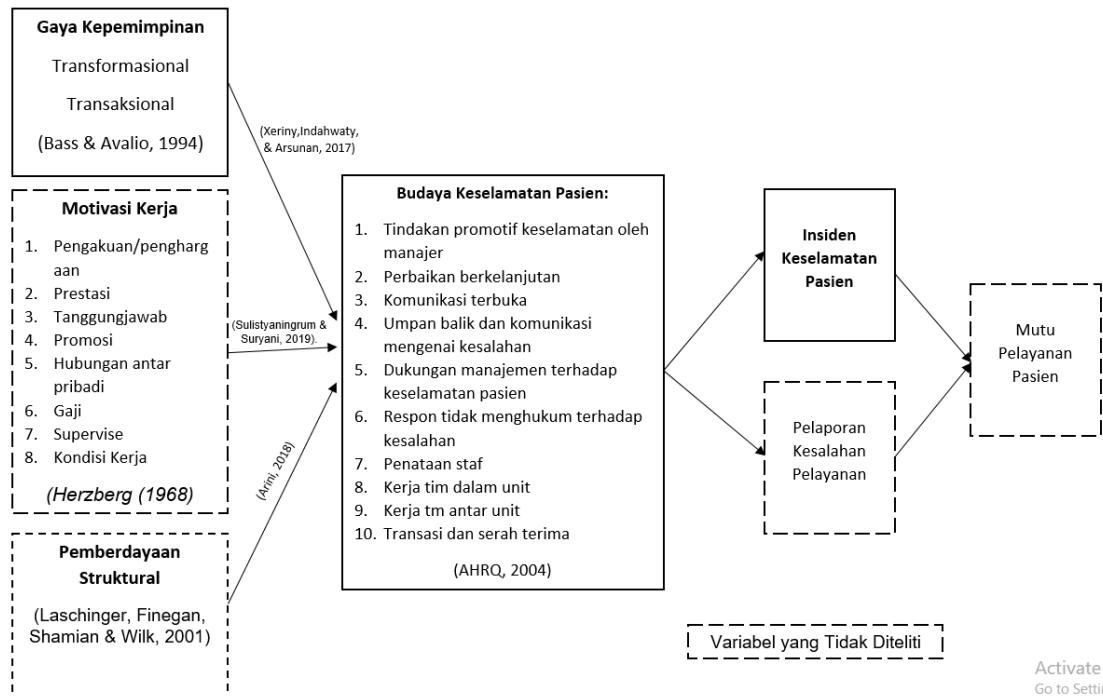 Gaya Kepemimpinan
Transformasional
Transaksional
(Bass & Avalio, 1994)
Motivasi Kerja
1. Pengakuan/pengharg
aan
2. Prestasi
3. Tanggungjawab
4. Promosi
5. Hubungan antar
pribadi
6. Gaji
7. Supervise
8. Kondisi Kerja
(Herzberg (1968)
Pemberdayaan
Struktural
(Laschinger, Finegan,
Shamian & Wilk, 2001)
(Xeriny,Indahwaty,
& Arsunan, 2017)
(Sulistyaningrum &
Suryani, 2019).
(Arini, 2018)
Budaya Keselamatan Pasien:
1. Tindakan promotif keselamatan oleh
manajer
2. Perbaikan berkelanjutan
3. Komunikasi terbuka
4. Umpan balik dan komunikasi
mengenai kesalahan
5. Dukungan manajemen terhadap
keselamatan pasien
6. Respon tidak menghukum terhadap
kesalahan
7. Penataan staf
8. Kerja tim dalam unit
9. Kerja tm antar unit
10. Transasi dan serah terima
(AHRQ, 2004)
Insiden
Keselamatan
Pasien
Pelaporan
Kesalahan
Pelayanan
Mutu
Pelayanan
Pasien
Variabel yang Tidak Diteliti
Activate
Go to Setti